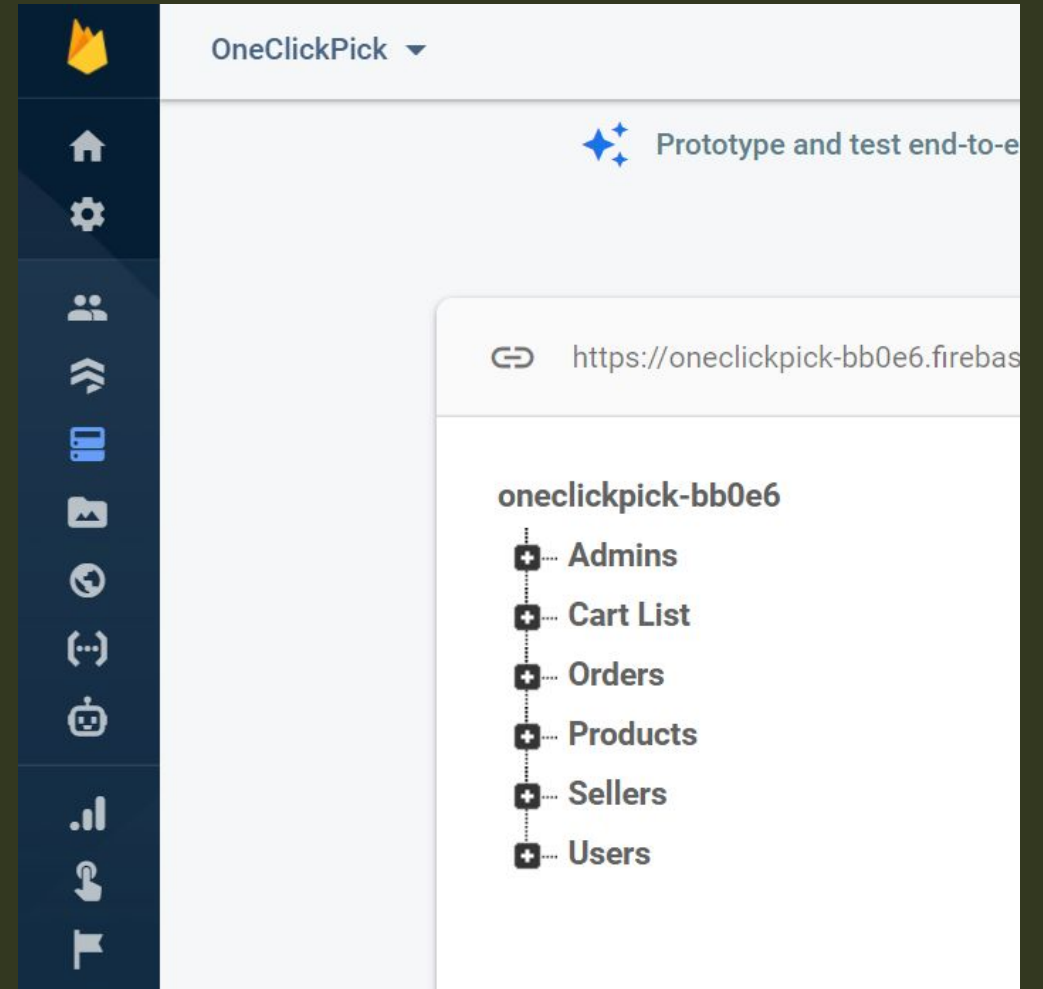 OneClickPick
Prototype and test end-to-e
https://oneclickpick-bb0e6.firebas
oneclickpick-bb0e6
Admins
Cart List
Orders
Products
Sellers
Users